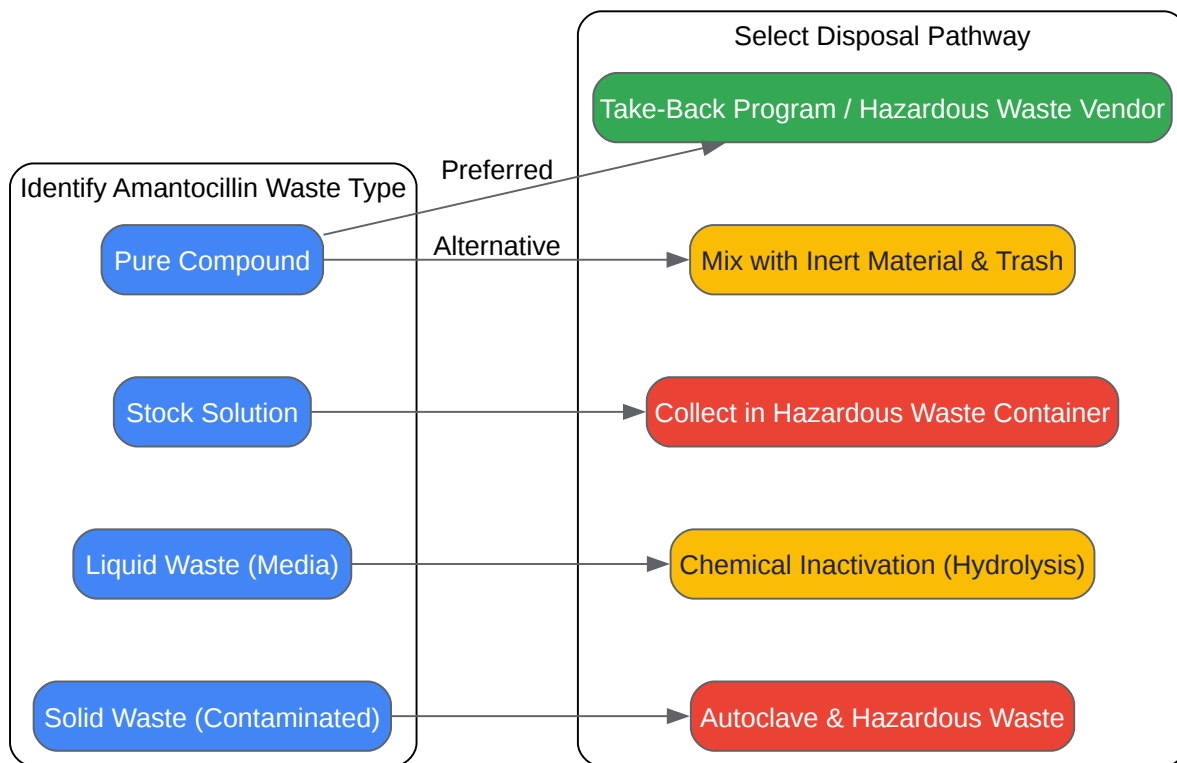 Select Disposal Pathway
Take-Back Program / Hazardous Waste Vendor
Preferred
Identify Amantocillin Waste Type
Pure Compound
Alternative
Mix with Inert Material & Trash
Stock Solution
Collect in Hazardous Waste Container
Liquid Waste (Media)
Chemical Inactivation (Hydrolysis)
Solid Waste (Contaminated)
Autoclave & Hazardous Waste